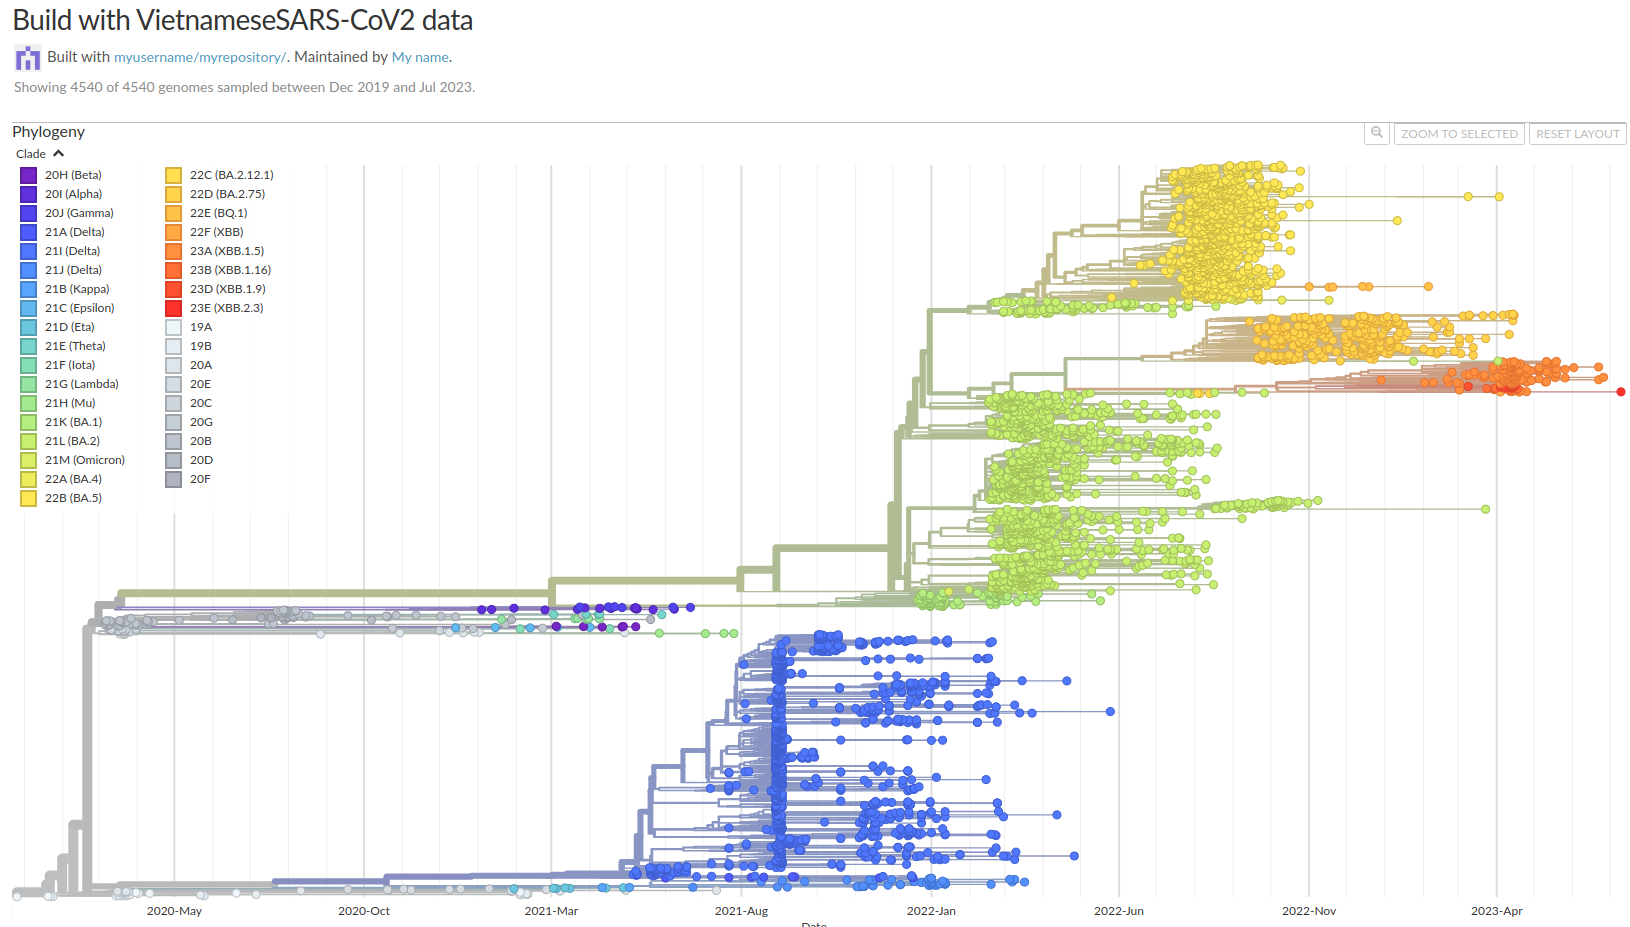 Build with VietnameseSARS-CoV2 data
Built with myusername/myrepository/. Maintained by My name.
Showing 4540 of 4540 genomes sampled between Dec 2019 and Jul 2023.
Phylogeny
ZOOM TO SELECTED
RESET LAYOUT
Clade
20H (Beta)
20I (Alpha)
20J (Gamma)
21A (Delta)
21I (Delta)
21J (Delta)
21B (Kappa)
21C (Epsilon)
21D (Eta)
21E (Theta)
21F (Iota)
21G (Lambda)
21H (Mu)
21K (BA.1)
21L (BA.2)
21M (Omicron)
22A (BA.4)
22B (BA.5)
22C (BA.2.12.1)
22D (BA.2.75)
22E (BQ.1)
22F (XBB)
23A (XBB.1.5)
23B (XBB.1.16)
23D (XBB.1.9)
23E (XBB.2.3)
19A
19B
20A
20E
20C
20G
20B
20D
20F
2020-May
2020-Oct
2021-Mar
2021-Aug
2022-Jan
2022-Jun
2022-Nov
2023-Apr
Date